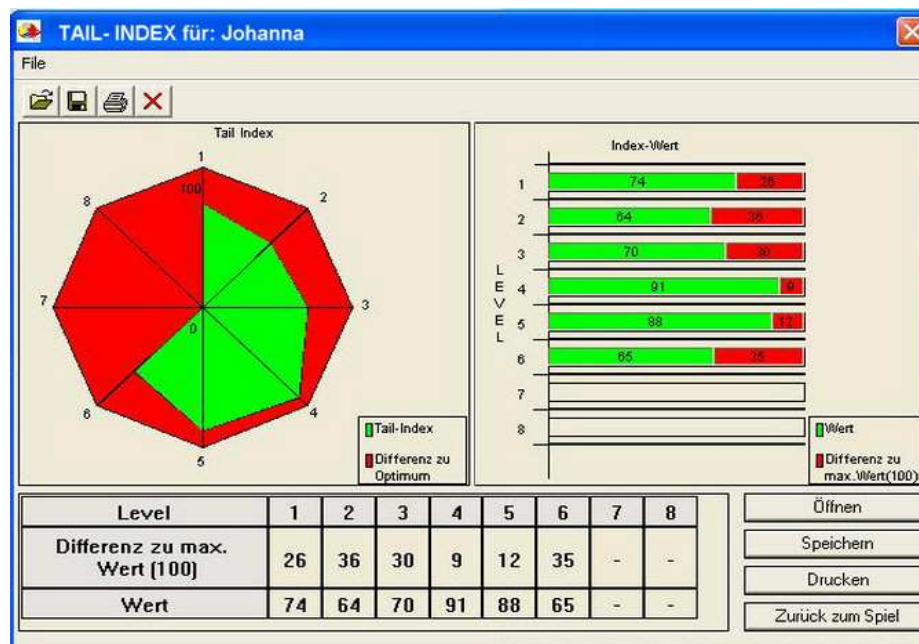 TAIL- INDEX für: Johanna
File
Tail Index
1
100
2
3
4
5
6
7
8
0
Tail-Index
Differenz zu
Optimum
Index-Wert
LEVEL
1 74 26
2 64 36
3 70 30
4 91 9
5 88 12
6 65 35
7
8
Wert
Differenz zu
max.Wert(100)
Level 1 2 3 4 5 6 7 8
Differenz zu max.
Wert (100) 26 36 30 9 12 35 - -
Wert 74 64 70 91 88 65 - -
Öffnen
Speichern
Drucken
Zurück zum Spiel